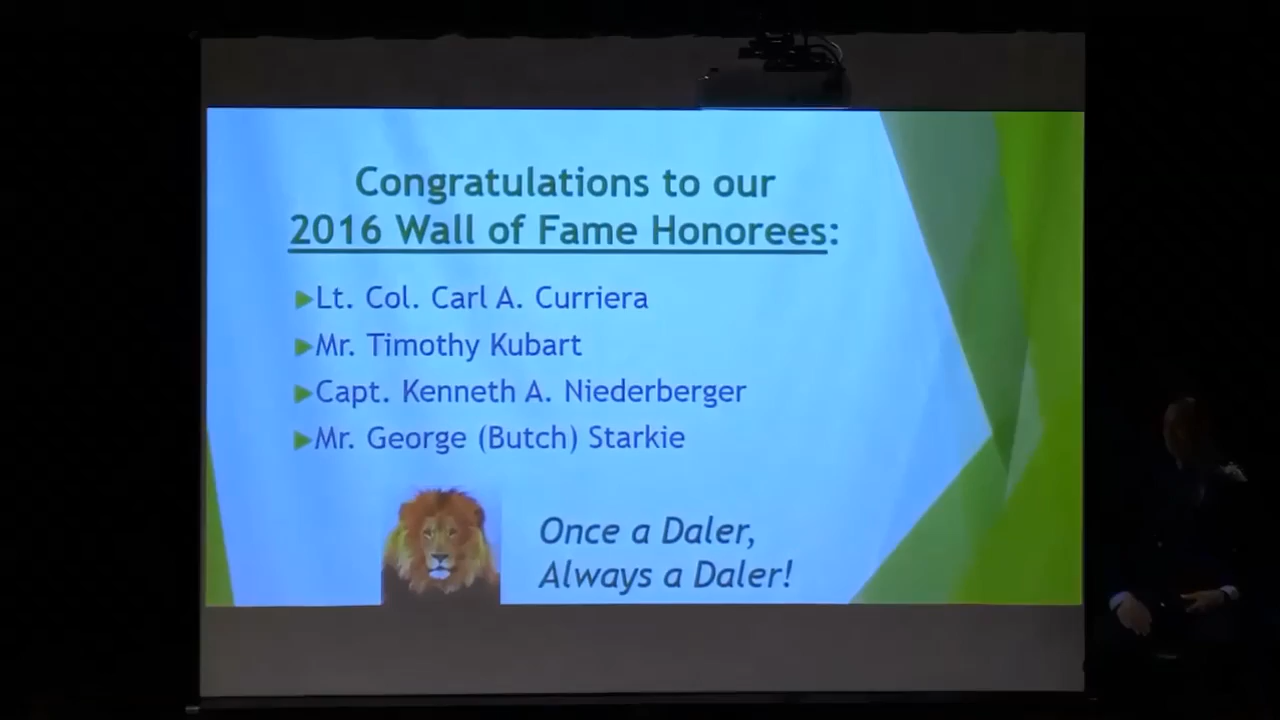 Congratulations to our
2016 Wall of Fame Honorees:
Lt. Col. Carl A. Curriera
Mr. Timothy Kubart
Capt. Kenneth A. Niederberger
Mr. George (Butch) Starkie
Once a Daler,
Always a Daler!